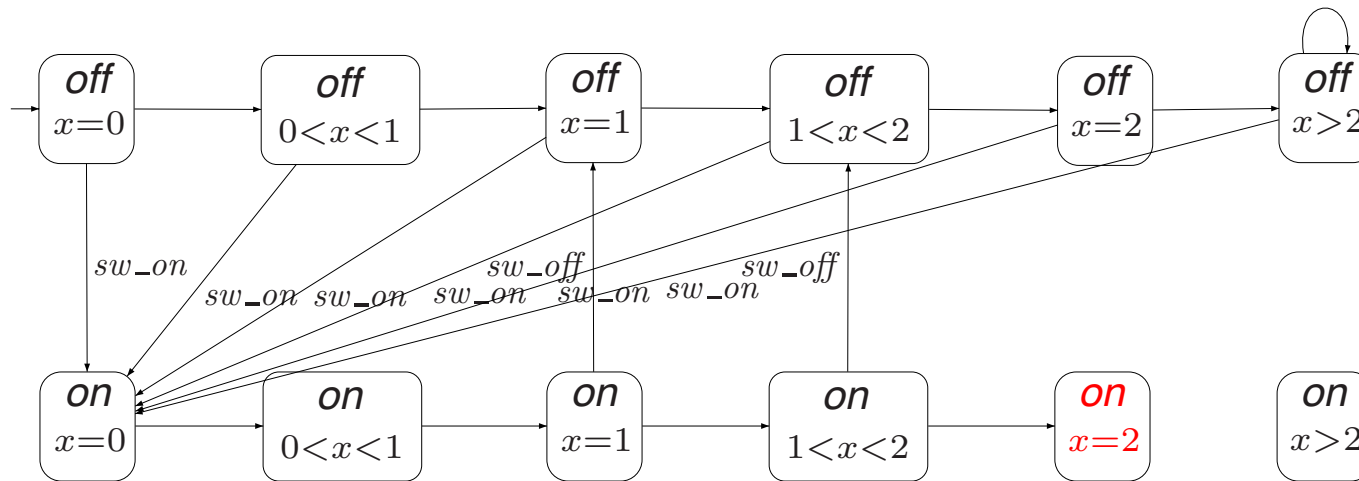 off
x=0
off
0<x<1
off
x=1
off
1<x<2
off
x=2
off
x>2
sw_on
sw_on
sw_on
sw_on
sw_off
sw_on
sw_on
sw_off
on
x=0
on
0<x<1
on
x=1
on
1<x<2
on
x=2
on
x>2